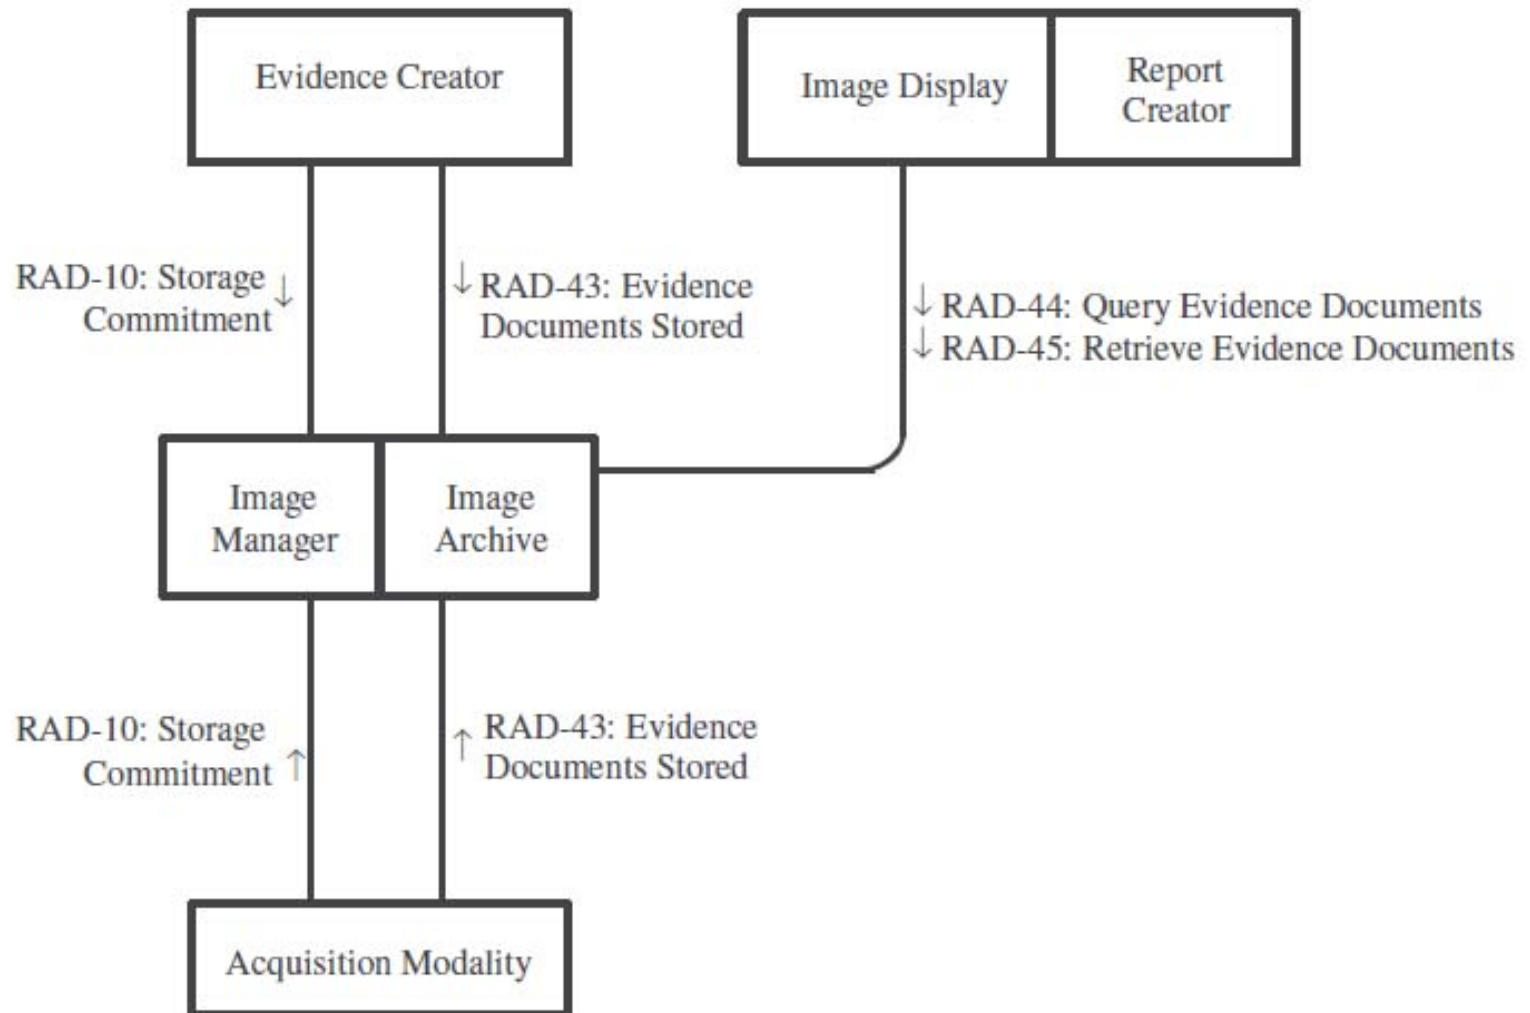 Evidence Creator
Image Display
Report
Creator
RAD-10: Storage ↓
Commitment
↓ RAD-43: Evidence
Documents Stored
↓ RAD-44: Query Evidence Documents
↓ RAD-45: Retrieve Evidence Documents
Image
Manager
Image
Archive
RAD-10: Storage
Commitment ↑
↑ RAD-43: Evidence
Documents Stored
Acquisition Modality